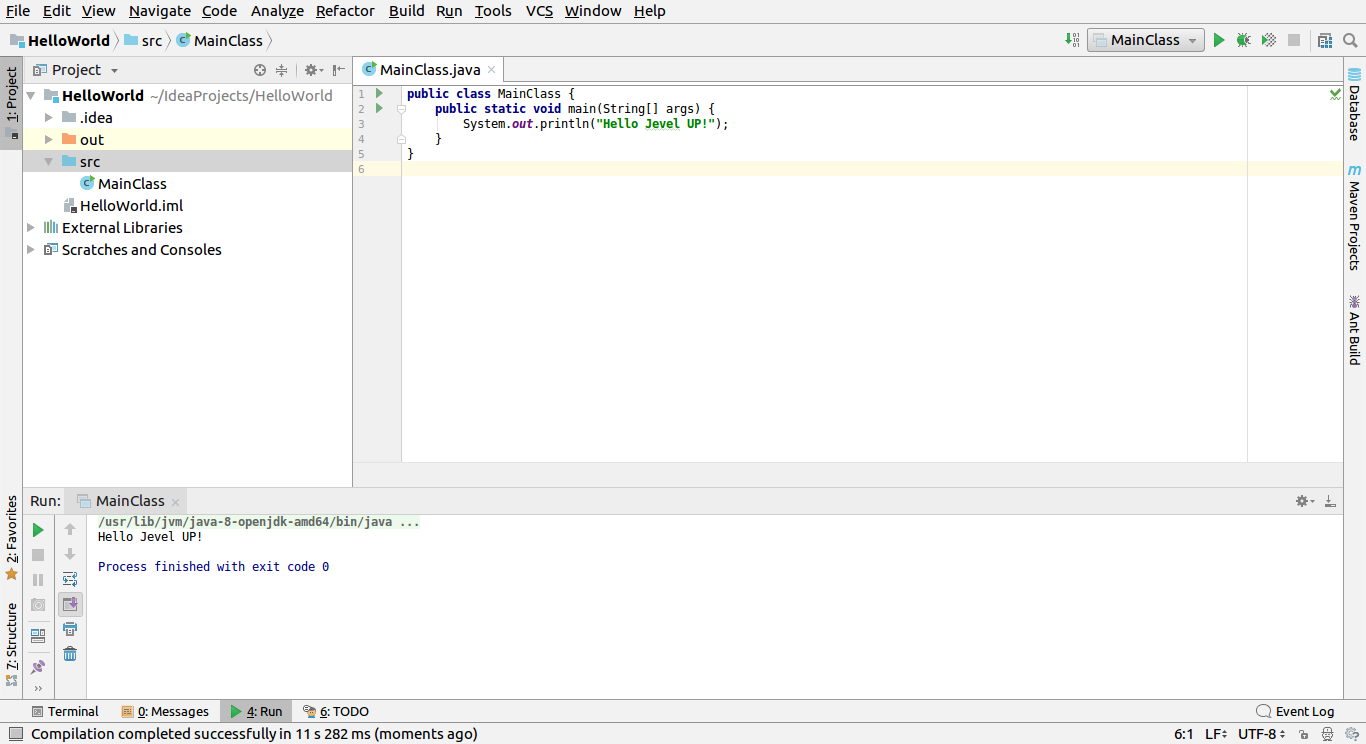 File Edit View Navigate Code Analyze Refactor Build Run Tools VCS Window Help
HelloWorld src MainClass MainClass
1: Project
Project
MainClass.java
HelloWorld ~/IdeaProjects/HelloWorld
.idea
out
src
MainClass
HelloWorld.iml
External Libraries
Scratches and Consoles
1 public class MainClass {
2 public static void main(String[] args) {
3 System.out.println("Hello Jevel UP!");
4 }
5 }
6
Database
Maven Projects
Ant Build
2: Favorites
7: Structure
Run: MainClass
/usr/lib/jvm/java-8-openjdk-amd64/bin/java ...
Hello Jevel UP!
Process finished with exit code 0
Terminal 0: Messages 4: Run 6: TODO Event Log
Compilation completed successfully in 11 s 282 ms (moments ago) 6:1 LF UTF-8